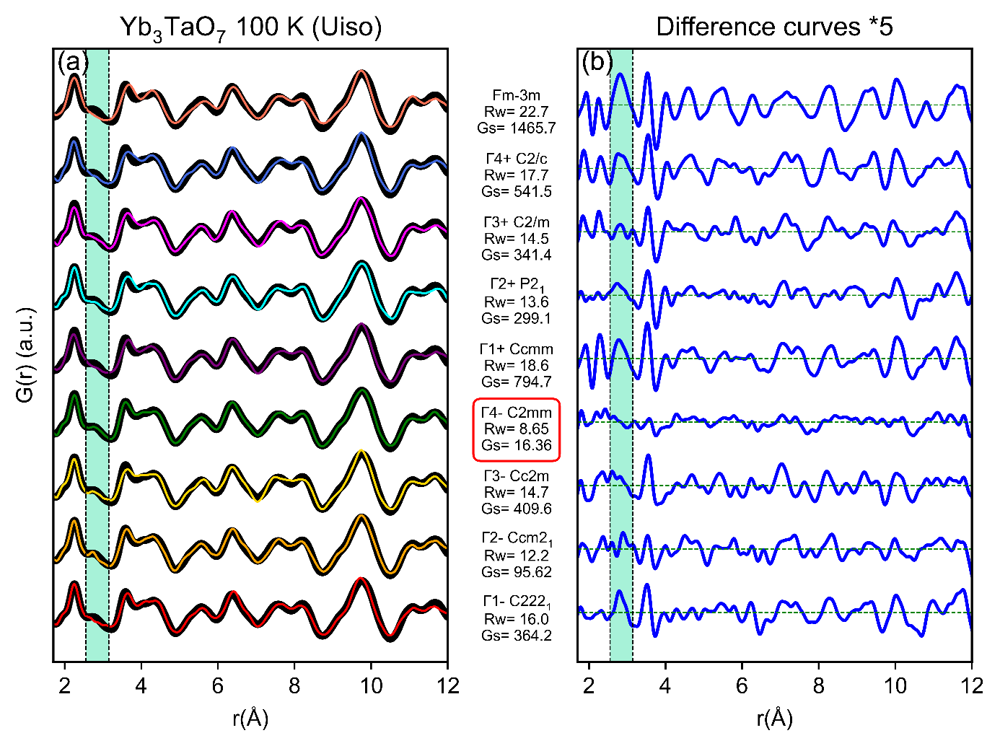 Yb₃TaO₇ 100 K (Uiso)
Difference curves *5
(a)
(b)
G(r) (a.u.)
Fm-3m
Rw= 22.7
Gs= 1465.7
Γ4+ C2/c
Rw= 17.7
Gs= 541.5
Γ3+ C2/m
Rw= 14.5
Gs= 341.4
Γ2+ P2₁
Rw= 13.6
Gs= 299.1
Γ1+ Ccmm
Rw= 18.6
Gs= 794.7
Γ4- C2mm
Rw= 8.65
Gs= 16.36
Γ3- Cc2m
Rw= 14.7
Gs= 409.6
Γ2- Ccm2₁
Rw= 12.2
Gs= 95.62
Γ1- C222₁
Rw= 16.0
Gs= 364.2
2 4 6 8 10 12
2 4 6 8 10 12
r(Å)
r(Å)